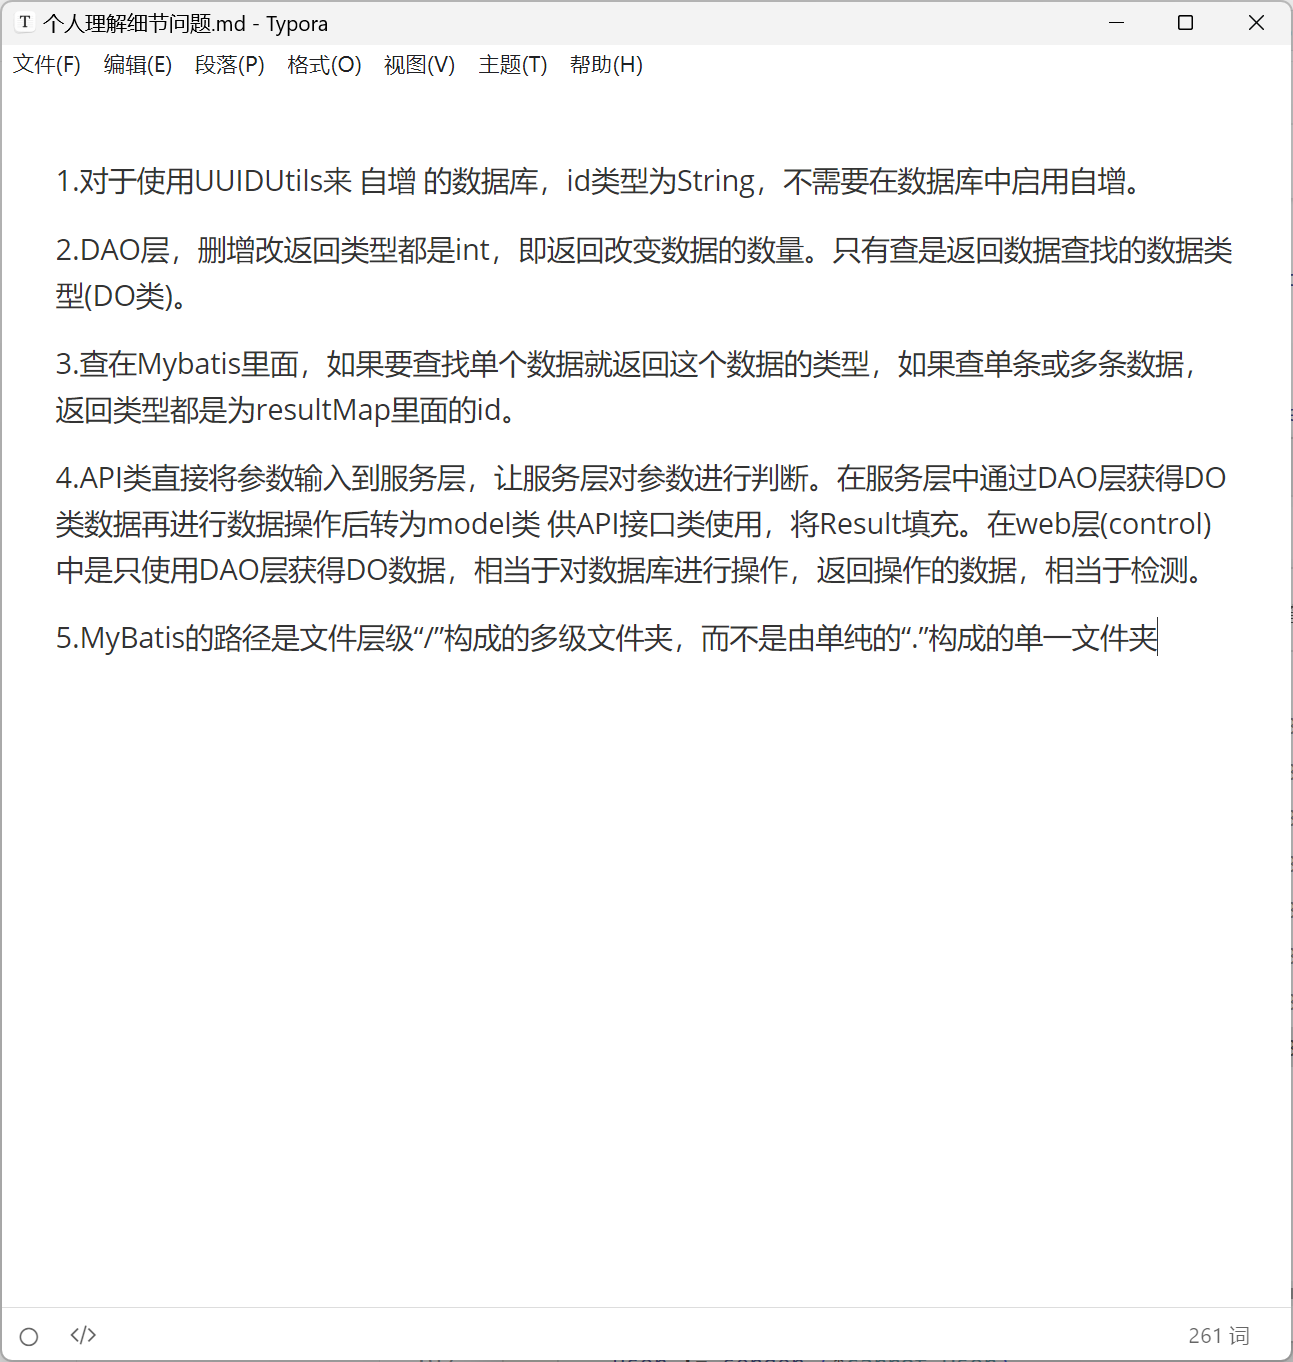 个人理解细节问题.md - Typora
文件(F) 编辑(E) 段落(P) 格式(O) 视图(V) 主题(T) 帮助(H)
1.对于使用UUIDUtils来 自增 的数据库，id类型为String，不需要在数据库中启用自增。
2.DAO层，删增改返回类型都是int，即返回改变数据的数量。只有查是返回数据查找的数据类
型(DO类)。
3.查在Mybatis里面，如果要查找单个数据就返回这个数据的类型，如果查单条或多条数据，
返回类型都是为resultMap里面的id。
4.API类直接将参数输入到服务层，让服务层对参数进行判断。在服务层中通过DAO层获得DO
类数据再进行数据操作后转为model类 供API接口类使用，将Result填充。在web层(control)
中是只使用DAO层获得DO数据，相当于对数据库进行操作，返回操作的数据，相当于检测。
5.MyBatis的路径是文件层级“/”构成的多级文件夹，而不是由单纯的“.”构成的单一文件夹
</>
261 词